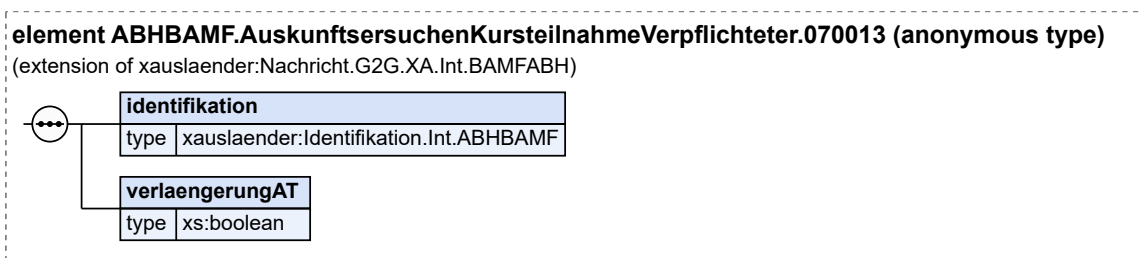 element ABHBAMF.AuskunftsersuchenKursteilnahmeVerpflichteter.070013 (anonymous type)
(extension of xauslaender:Nachricht.G2G.XA.Int.BAMFABH)
identifikation
type xauslaender:Identifikation.Int.ABHBAMF
verlaengerungAT
type xs:boolean